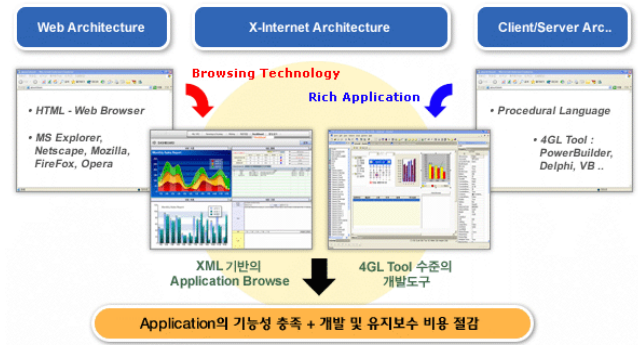 Web Architecture
X-Internet Architecture
Client/Server Arc..
Browsing Technology
Rich Application
• HTML - Web Browser
• MS Explorer,
Netscape, Mozilla,
FireFox, Opera
• Procedural Language
• 4GL Tool :
PowerBuilder,
Delphi, VB ..
XML 기반의
Application Browse
4GL Tool 수준의
개발도구
Application의 기능성 충족 + 개발 및 유지보수 비용 절감